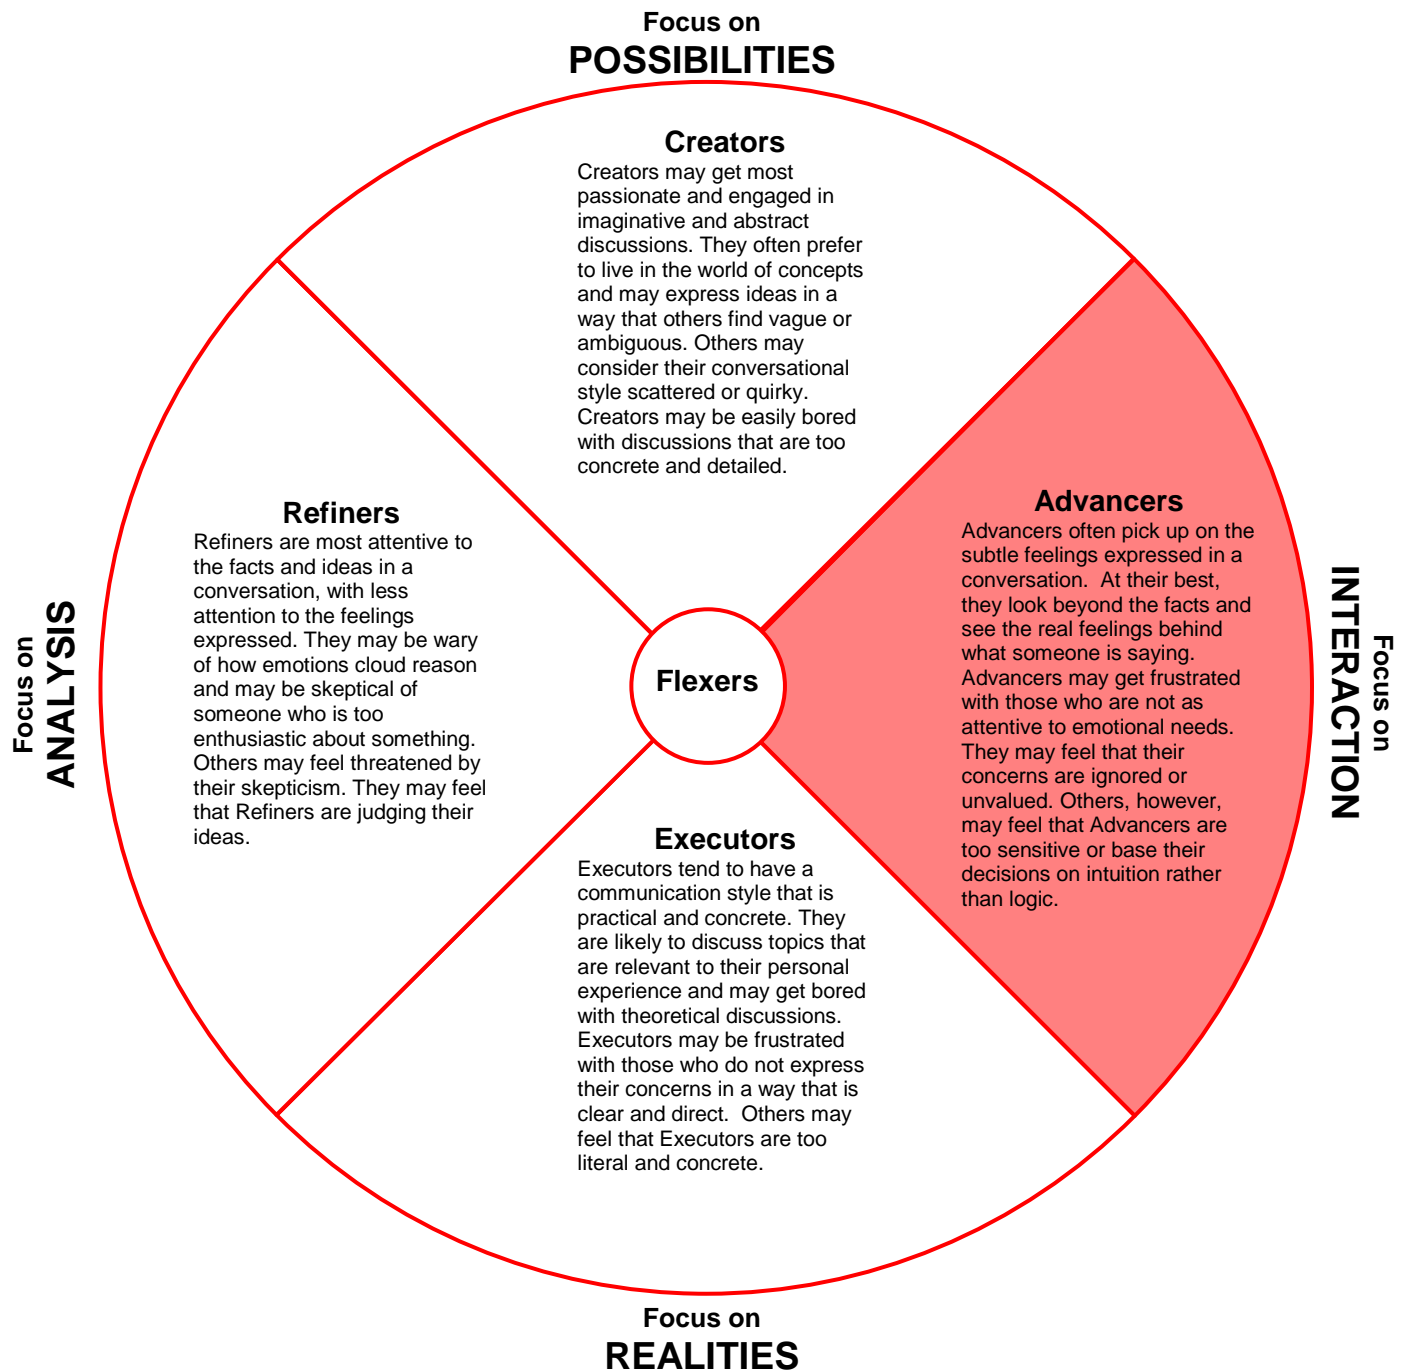 Focus on
POSSIBILITIES
Creators
Creators may get most
passionate and engaged in
imaginative and abstract
discussions. They often prefer
to live in the world of concepts
and may express ideas in a
way that others find vague or
ambiguous. Others may
consider their conversational
style scattered or quirky.
Creators may be easily bored
with discussions that are too
concrete and detailed.
Focus on
ANALYSIS
Refiners
Refiners are most attentive to
the facts and ideas in a
conversation, with less
attention to the feelings
expressed. They may be wary
of how emotions cloud reason
and may be skeptical of
someone who is too
enthusiastic about something.
Others may feel threatened by
their skepticism. They may feel
that Refiners are judging their
ideas.
Flexers
Advancers
Advancers often pick up on the
subtle feelings expressed in a
conversation.  At their best,
they look beyond the facts and
see the real feelings behind
what someone is saying.
Advancers may get frustrated
with those who are not as
attentive to emotional needs.
They may feel that their
concerns are ignored or
unvalued. Others, however,
may feel that Advancers are
too sensitive or base their
decisions on intuition rather
than logic.
Focus on
INTERACTION
Executors
Executors tend to have a
communication style that is
practical and concrete. They
are likely to discuss topics that
are relevant to their personal
experience and may get bored
with theoretical discussions.
Executors may be frustrated
with those who do not express
their concerns in a way that is
clear and direct.  Others may
feel that Executors are too
literal and concrete.
Focus on
REALITIES